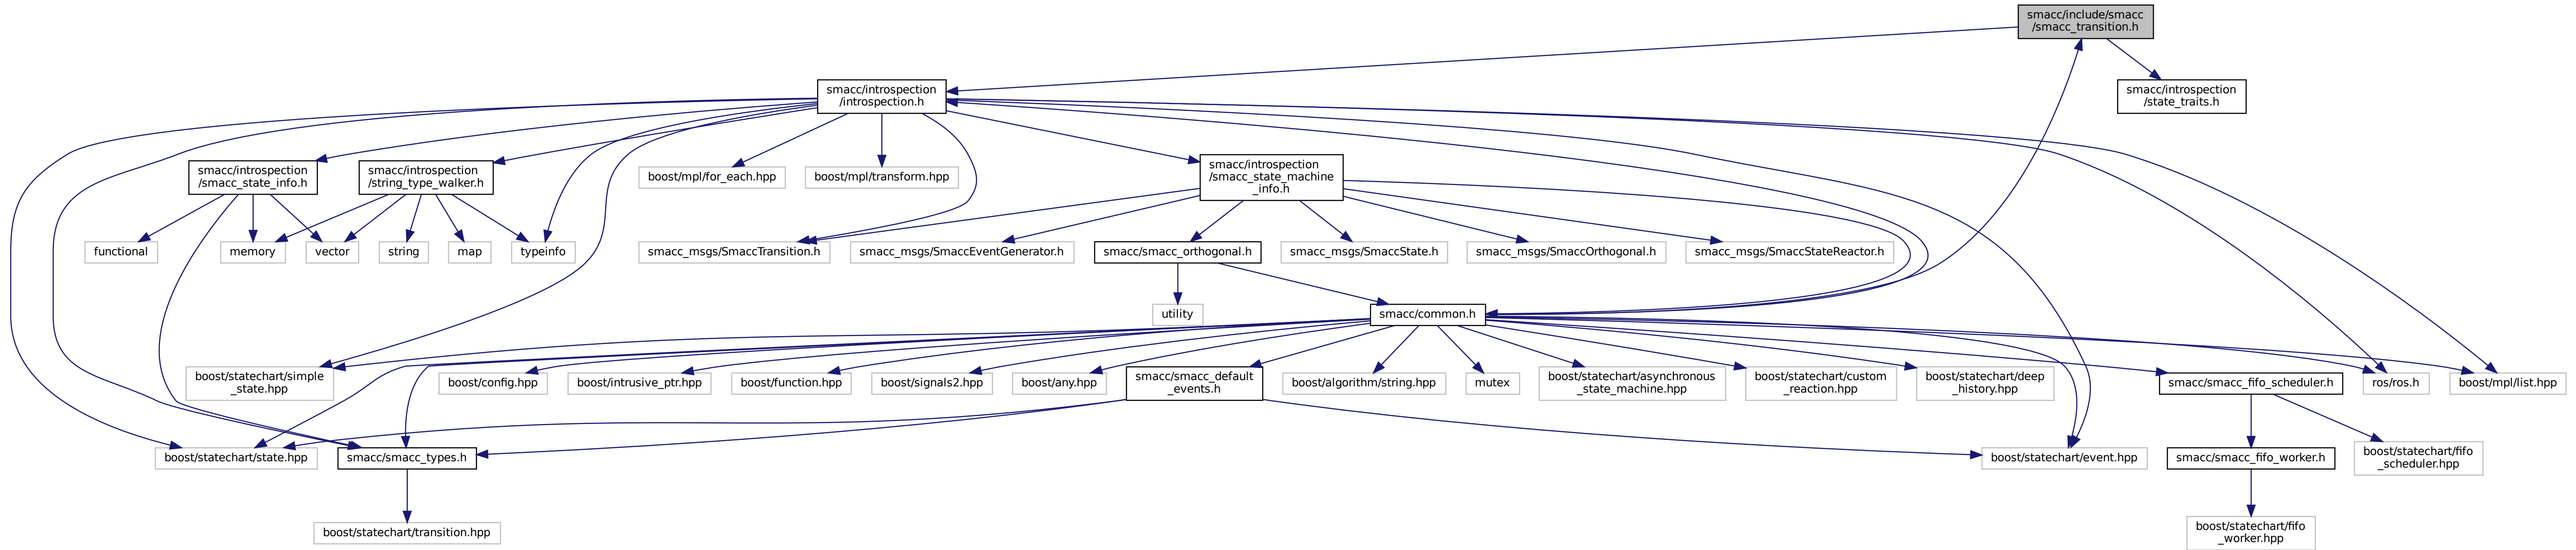 smacc/include/smacc
/smacc_transition.h
smacc/introspection
/introspection.h
smacc/introspection
/state_traits.h
smacc/introspection
/smacc_state_info.h
smacc/introspection
/string_type_walker.h
boost/mpl/for_each.hpp
boost/mpl/transform.hpp
smacc/introspection
/smacc_state_machine
_info.h
functional
memory
vector
string
map
typeinfo
smacc_msgs/SmaccTransition.h
smacc_msgs/SmaccEventGenerator.h
smacc/smacc_orthogonal.h
smacc_msgs/SmaccState.h
smacc_msgs/SmaccOrthogonal.h
smacc_msgs/SmaccStateReactor.h
utility
smacc/common.h
boost/statechart/simple
_state.hpp
boost/config.hpp
boost/intrusive_ptr.hpp
boost/function.hpp
boost/signals2.hpp
boost/any.hpp
smacc/smacc_default
_events.h
boost/algorithm/string.hpp
mutex
boost/statechart/asynchronous
_state_machine.hpp
boost/statechart/custom
_reaction.hpp
boost/statechart/deep
_history.hpp
smacc/smacc_fifo_scheduler.h
ros/ros.h
boost/mpl/list.hpp
boost/statechart/state.hpp
smacc/smacc_types.h
boost/statechart/event.hpp
smacc/smacc_fifo_worker.h
boost/statechart/fifo
_scheduler.hpp
boost/statechart/transition.hpp
boost/statechart/fifo
_worker.hpp